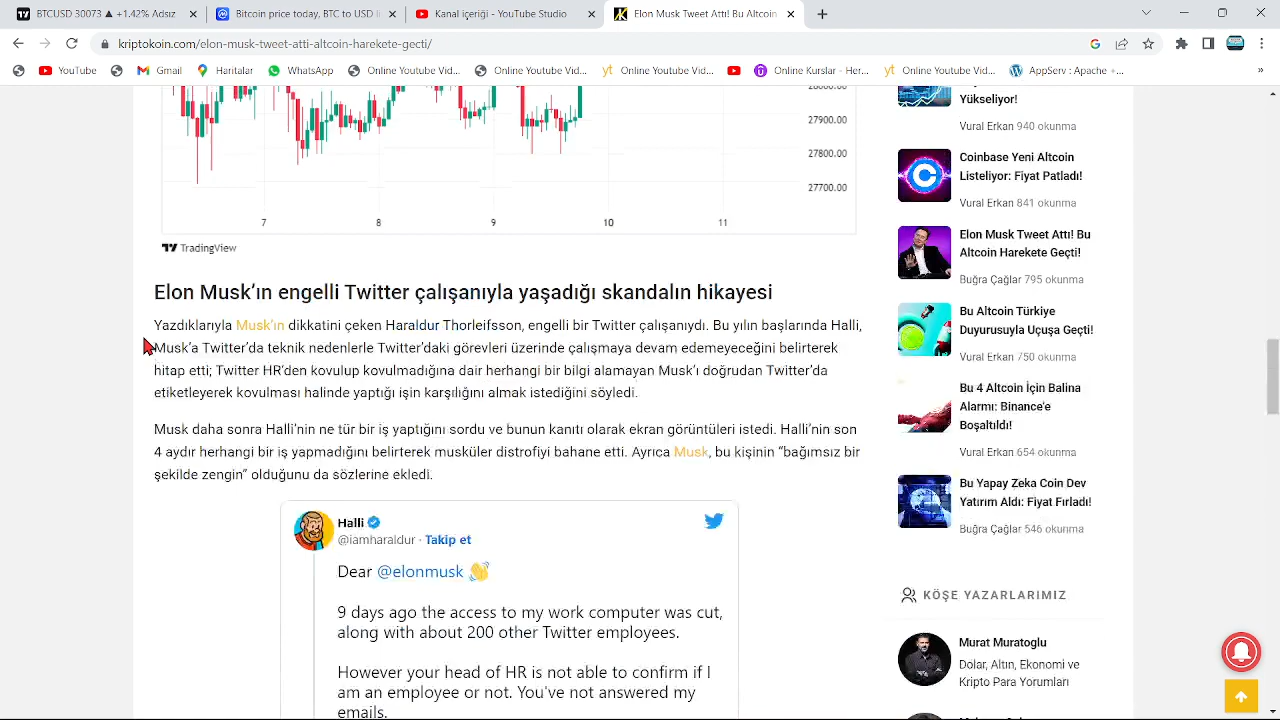 BTCUSD 30073 ▲ +1.42% Adsız
Bitcoin price today, BTC to USD li
Kanal İçeriği - YouTube Studio
Elon Musk Tweet Attı! Bu Altcoin
kriptokoin.com/elon-musk-tweet-atti-altcoin-harekete-gecti/
YouTube
Gmail
Haritalar
WhatsApp
Online Youtube Vid...
Online Youtube Vid...
Online Youtube Vid...
Online Kurslar - Her...
Online Youtube Vid...
AppServ : Apache +...
»
28000.00
27900.00
27800.00
27700.00
7 8 9 10 11
TradingView
Elon Musk’ın engelli Twitter çalışanıyla yaşadığı skandalın hikayesi
Yazdıklarıyla Musk’ın dikkatini çeken Haraldur Thorleifsson, engelli bir Twitter çalışanıydı. Bu yılın başlarında Halli,
Musk’a Twitter’da teknik nedenlerle Twitter’daki görevleri üzerinde çalışmaya devam edemeyeceğini belirterek
hitap etti; Twitter HR’den kovulup kovulmadığına dair herhangi bir bilgi alamayan Musk’ı doğrudan Twitter’da
etiketleyerek kovulması halinde yaptığı işin karşılığını almak istediğini söyledi.
Musk daha sonra Halli’nin ne tür bir iş yaptığını sordu ve bunun kanıtı olarak ekran görüntüleri istedi. Halli’nin son
4 aydır herhangi bir iş yapmadığını belirterek musküler distrofiyi bahane etti. Ayrıca Musk, bu kişinin “bağımsız bir
şekilde zengin” olduğunu da sözlerine ekledi.
Halli
@iamharaldur · Takip et
Dear @elonmusk 👋
9 days ago the access to my work computer was cut,
along with about 200 other Twitter employees.
However your head of HR is not able to confirm if I
am an employee or not. You've not answered my
emails.
Yükseliyor!
Vural Erkan 940 okunma
Coinbase Yeni Altcoin
Listeliyor: Fiyat Patladı!
Vural Erkan 841 okunma
Elon Musk Tweet Attı! Bu
Altcoin Harekete Geçti!
Buğra Çağlar 795 okunma
Bu Altcoin Türkiye
Duyurusuyla Uçuşa Geçti!
Vural Erkan 750 okunma
Bu 4 Altcoin İçin Balina
Alarmı: Binance’e
Boşaltıldı!
Vural Erkan 654 okunma
Bu Yapay Zeka Coin Dev
Yatırım Aldı: Fiyat Fırladı!
Buğra Çağlar 546 okunma
KÖŞE YAZARLARIMIZ
Murat Muratoglu
Dolar, Altın, Ekonomi ve
Kripto Para Yorumları